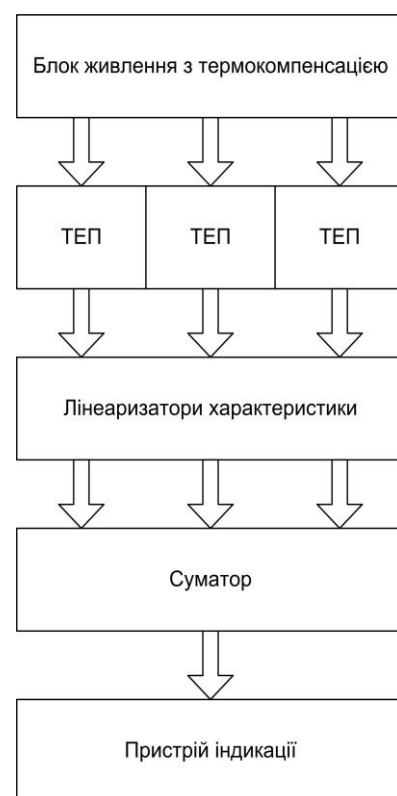 Блок живлення з термокомпенсацією
ТЕП ТЕП ТЕП
Лінеаризатори характеристики
Суматор
Пристрій індикації